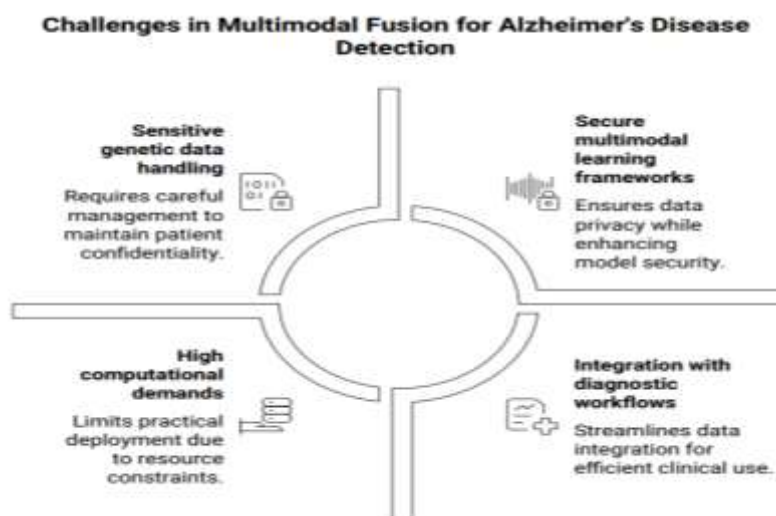 Challenges in Multimodal Fusion for Alzheimer's Disease
Detection
Sensitive
genetic data
handling
Requires careful
management to
maintain patient
confidentiality.
Secure
multimodal
learning
frameworks
Ensures data
privacy while
enhancing
model security.
High
computational
demands
Limits practical
deployment due
to resource
constraints.
Integration with
diagnostic
workflows
Streamlines data
integration for
efficient clinical use.